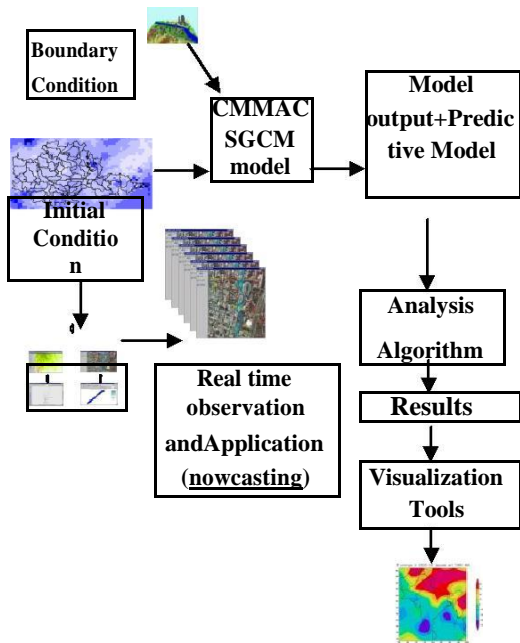 Boundary
Condition
CMMAC
SGCM
model
Model
output+Predic
tive Model
Initial
Conditio
n
Real time
observation
andApplication
(nowcasting)
Analysis
Algorithm
Results
Visualization
Tools